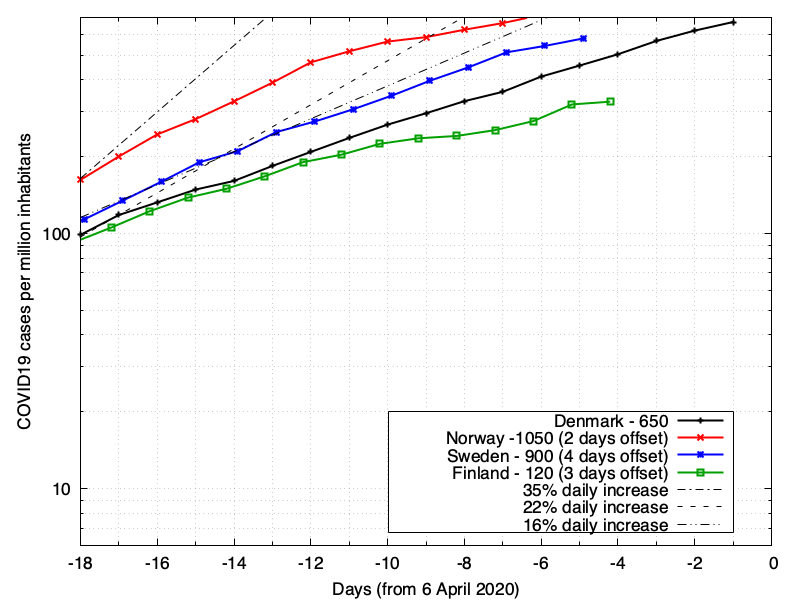 COVID19 cases per million inhabitants
100
10
Denmark - 650
Norway -1050 (2 days offset)
Sweden - 900 (4 days offset)
Finland - 120 (3 days offset)
35% daily increase
22% daily increase
16% daily increase
-18 -16 -14 -12 -10 -8 -6 -4 -2 0
Days (from 6 April 2020)